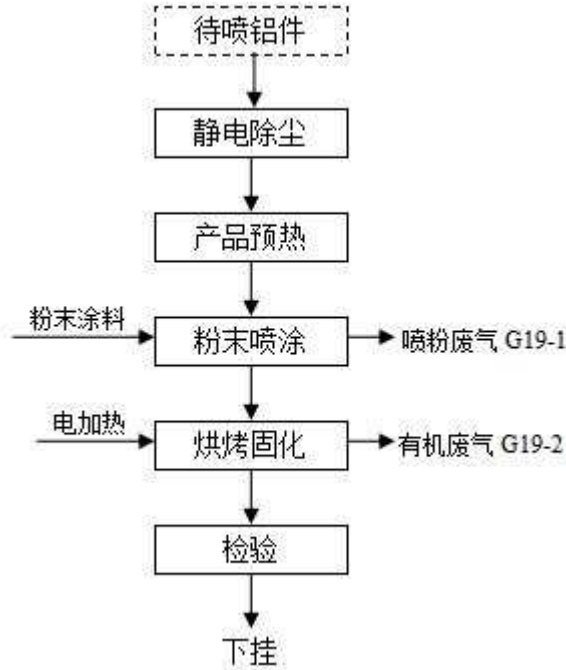 待喷铝件
静电除尘
产品预热
粉末涂料
粉末喷涂
喷粉废气 G19-1
电加热
烘烤固化
有机废气 G19-2
检验
下挂